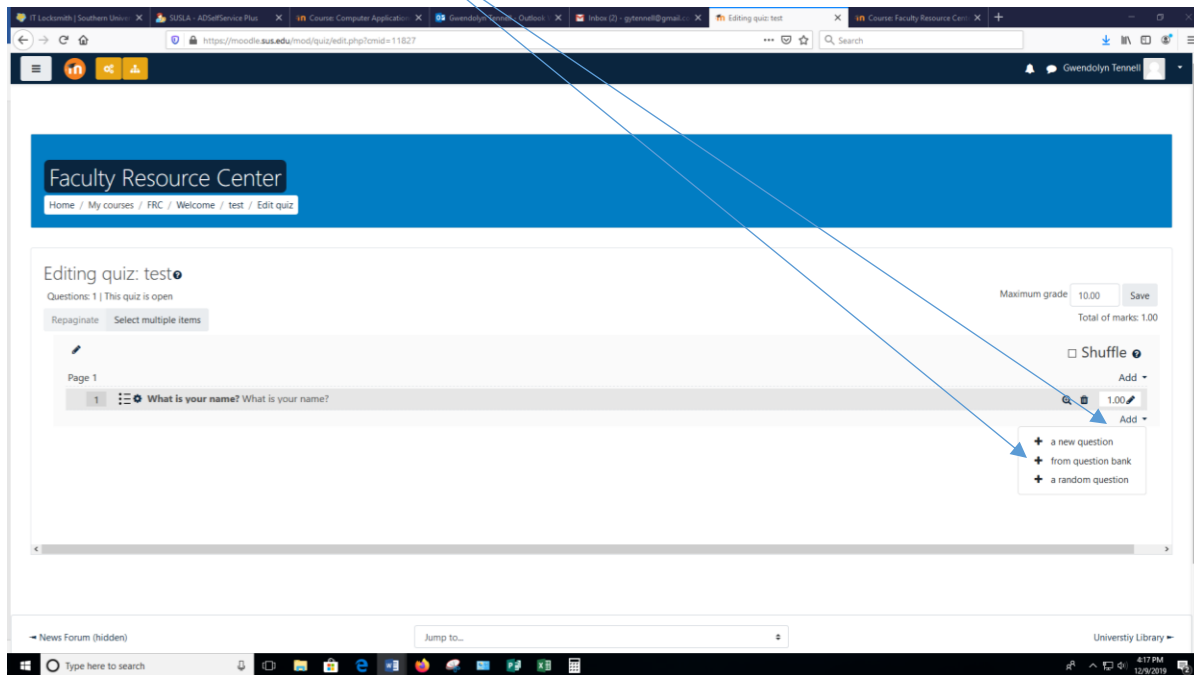 IT Locksmith | Southern Univer
SUSLA - ADSelfService Plus
Course: Computer Application
Gwendolyn Tennell - Outlook
Inbox (2) - gytennell@gmail.co
Editing quiz: test
Course: Faculty Resource Cent
https://moodle.sus.edu/mod/quiz/edit.php?cmid=11827
Search
Gwendolyn Tennell
Faculty Resource Center
Home / My courses / FRC / Welcome / test / Edit quiz
Editing quiz: test
Questions: 1 | This quiz is open
Maximum grade 10.00 Save
Repaginate Select multiple items
Total of marks: 1.00
Shuffle
Page 1
Add
1 What is your name? What is your name?
1.00
Add
a new question
from question bank
a random question
◄ News Forum (hidden)
Jump to...
Universtiy Library ►
Type here to search
4:17 PM
12/9/2019